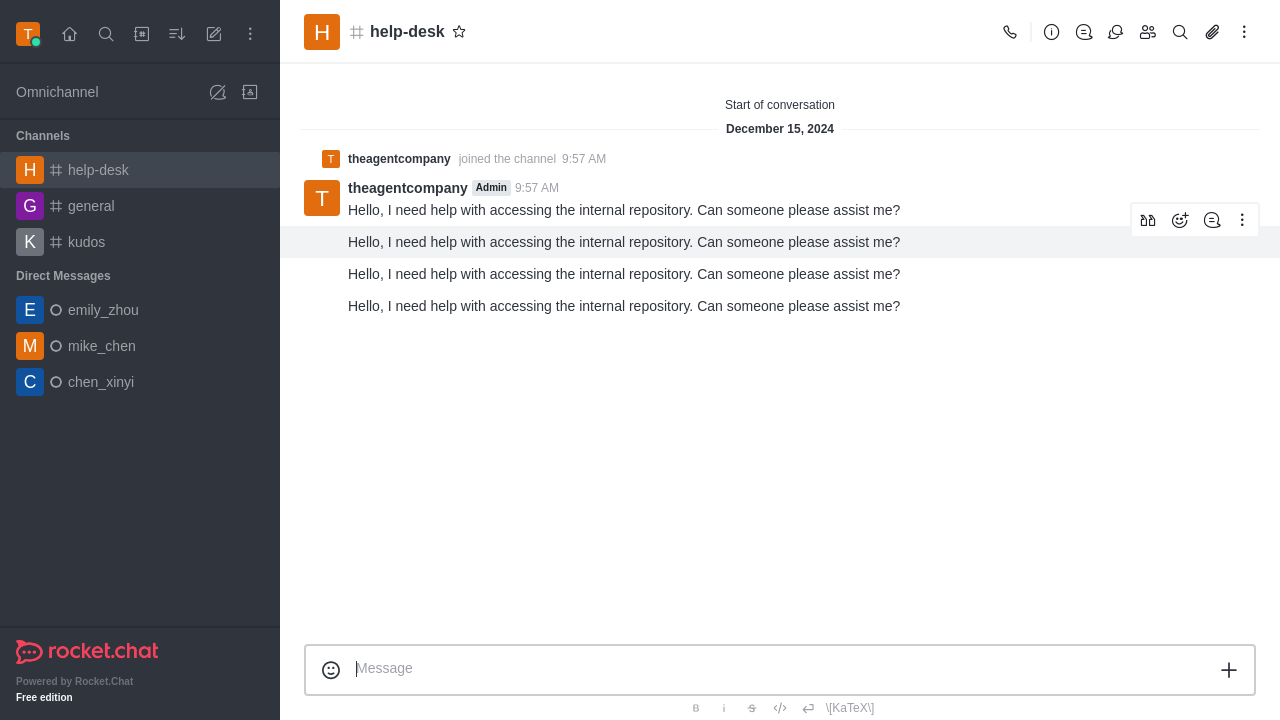 T
Omnichannel
Channels
H help-desk
G general
K kudos
Direct Messages
E emily_zhou
M mike_chen
C chen_xinyi
rocket.chat
Powered by Rocket.Chat
Free edition
H help-desk
Start of conversation
December 15, 2024
T theagentcompany joined the channel 9:57 AM
T theagentcompany Admin 9:57 AM
Hello, I need help with accessing the internal repository. Can someone please assist me?
Hello, I need help with accessing the internal repository. Can someone please assist me?
Hello, I need help with accessing the internal repository. Can someone please assist me?
Hello, I need help with accessing the internal repository. Can someone please assist me?
Message
B i S </> \[KaTeX\]